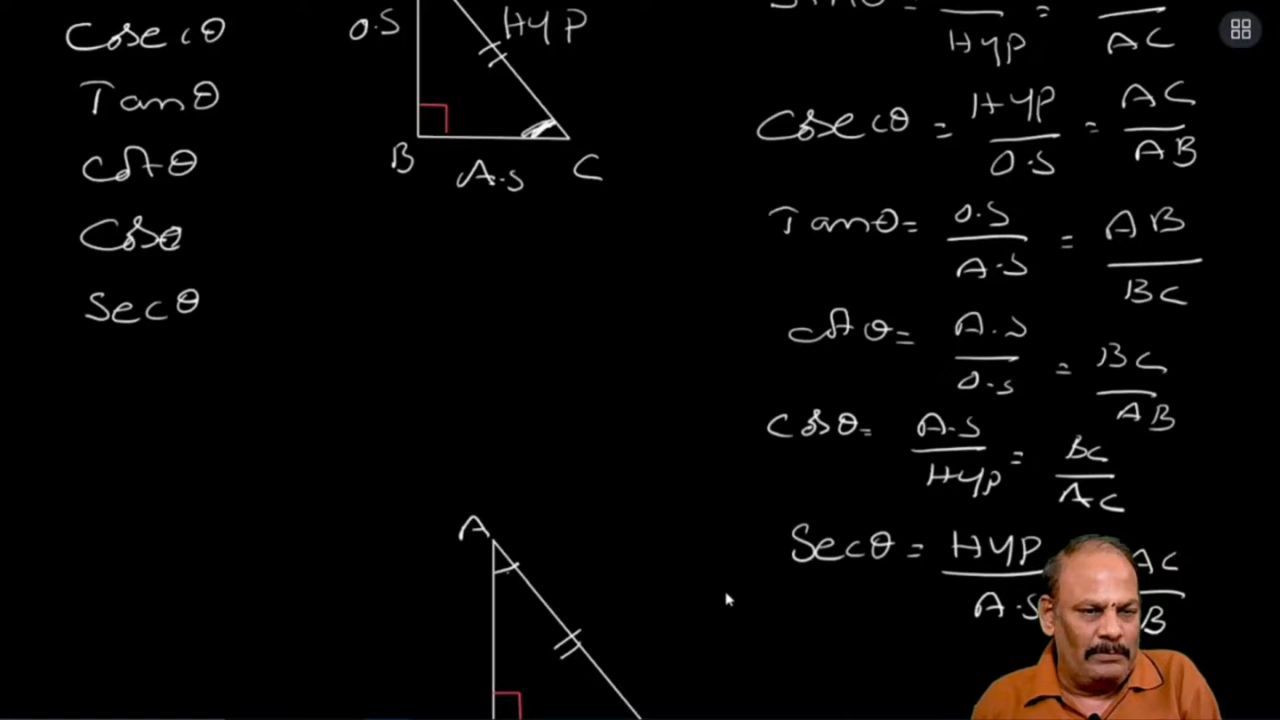 Cosecθ
Tanθ
cotθ
Cosθ
Secθ
O.S
Hyp
B
A.S
C
Hyp = AC
Cosecθ = Hyp/O.S = AC/AB
Tanθ = O.S/A.S = AB/BC
cotθ = A.S/O.S = BC/AB
Cosθ = A.S/Hyp = BC/AC
Secθ = Hyp/A.S AC/B
A